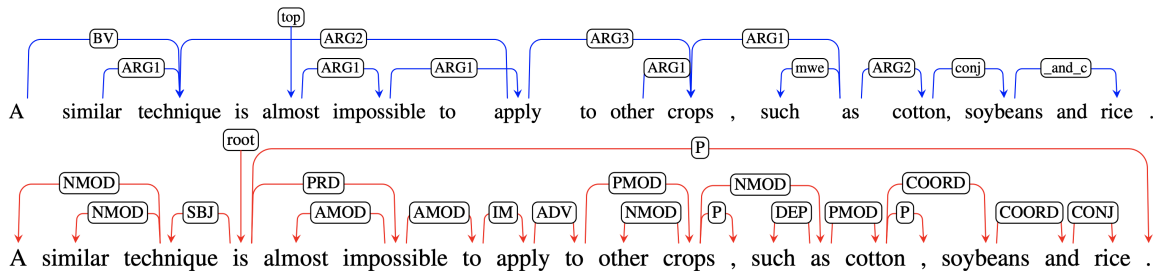 top
BV ARG2 ARG3 ARG1
ARG1 ARG1 ARG1 ARG1 mwe ARG2 conj _and_c
A similar technique is almost impossible to apply to other crops , such as cotton, soybeans and rice .
root
P
NMOD PRD PMOD NMOD COORD
NMOD SBJ AMOD AMOD IM ADV NMOD P DEP PMOD P COORD CONJ
A similar technique is almost impossible to apply to other crops , such as cotton , soybeans and rice .